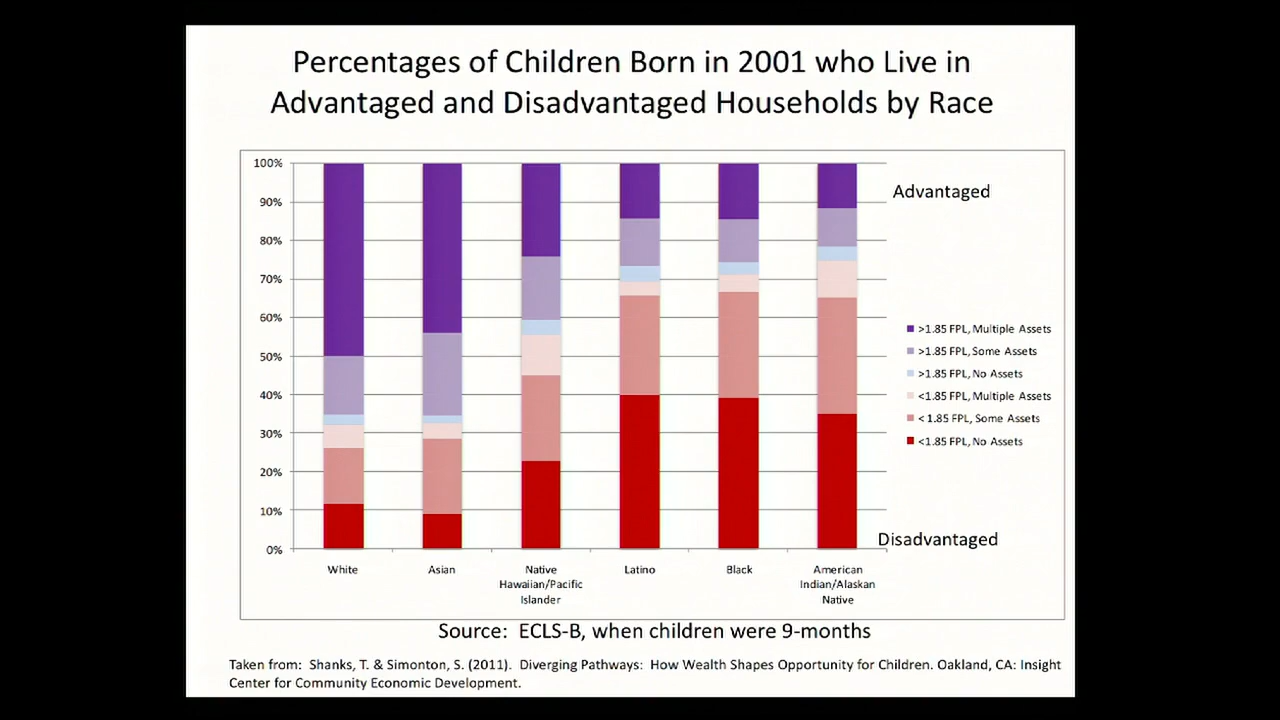 Percentages of Children Born in 2001 who Live in
Advantaged and Disadvantaged Households by Race
100%
90%
80%
70%
60%
50%
40%
30%
20%
10%
0%
Advantaged
>1.85 FPL, Multiple Assets
>1.85 FPL, Some Assets
>1.85 FPL, No Assets
<1.85 FPL, Multiple Assets
< 1.85 FPL, Some Assets
<1.85 FPL, No Assets
Disadvantaged
White
Asian
Native
Hawaiian/Pacific
Islander
Latino
Black
American
Indian/Alaskan
Native
Source: ECLS-B, when children were 9-months
Taken from: Shanks, T. & Simonton, S. (2011). Diverging Pathways: How Wealth Shapes Opportunity for Children. Oakland, CA: Insight
Center for Community Economic Development.